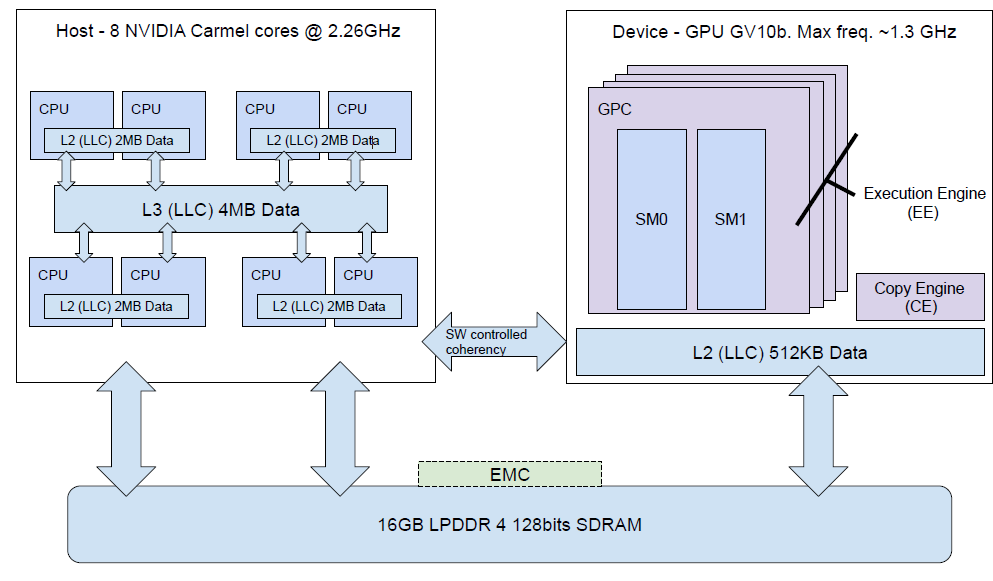 Host - 8 NVIDIA Carmel cores @ 2.26GHz
CPU
CPU
L2 (LLC) 2MB Data
CPU
CPU
L2 (LLC) 2MB Data
L3 (LLC) 4MB Data
CPU
CPU
L2 (LLC) 2MB Data
CPU
CPU
L2 (LLC) 2MB Data
SW controlled
coherency
Device - GPU GV10b. Max freq. ~1.3 GHz
GPC
SM0
SM1
Execution Engine
(EE)
Copy Engine
(CE)
L2 (LLC) 512KB Data
EMC
16GB LPDDR 4 128bits SDRAM